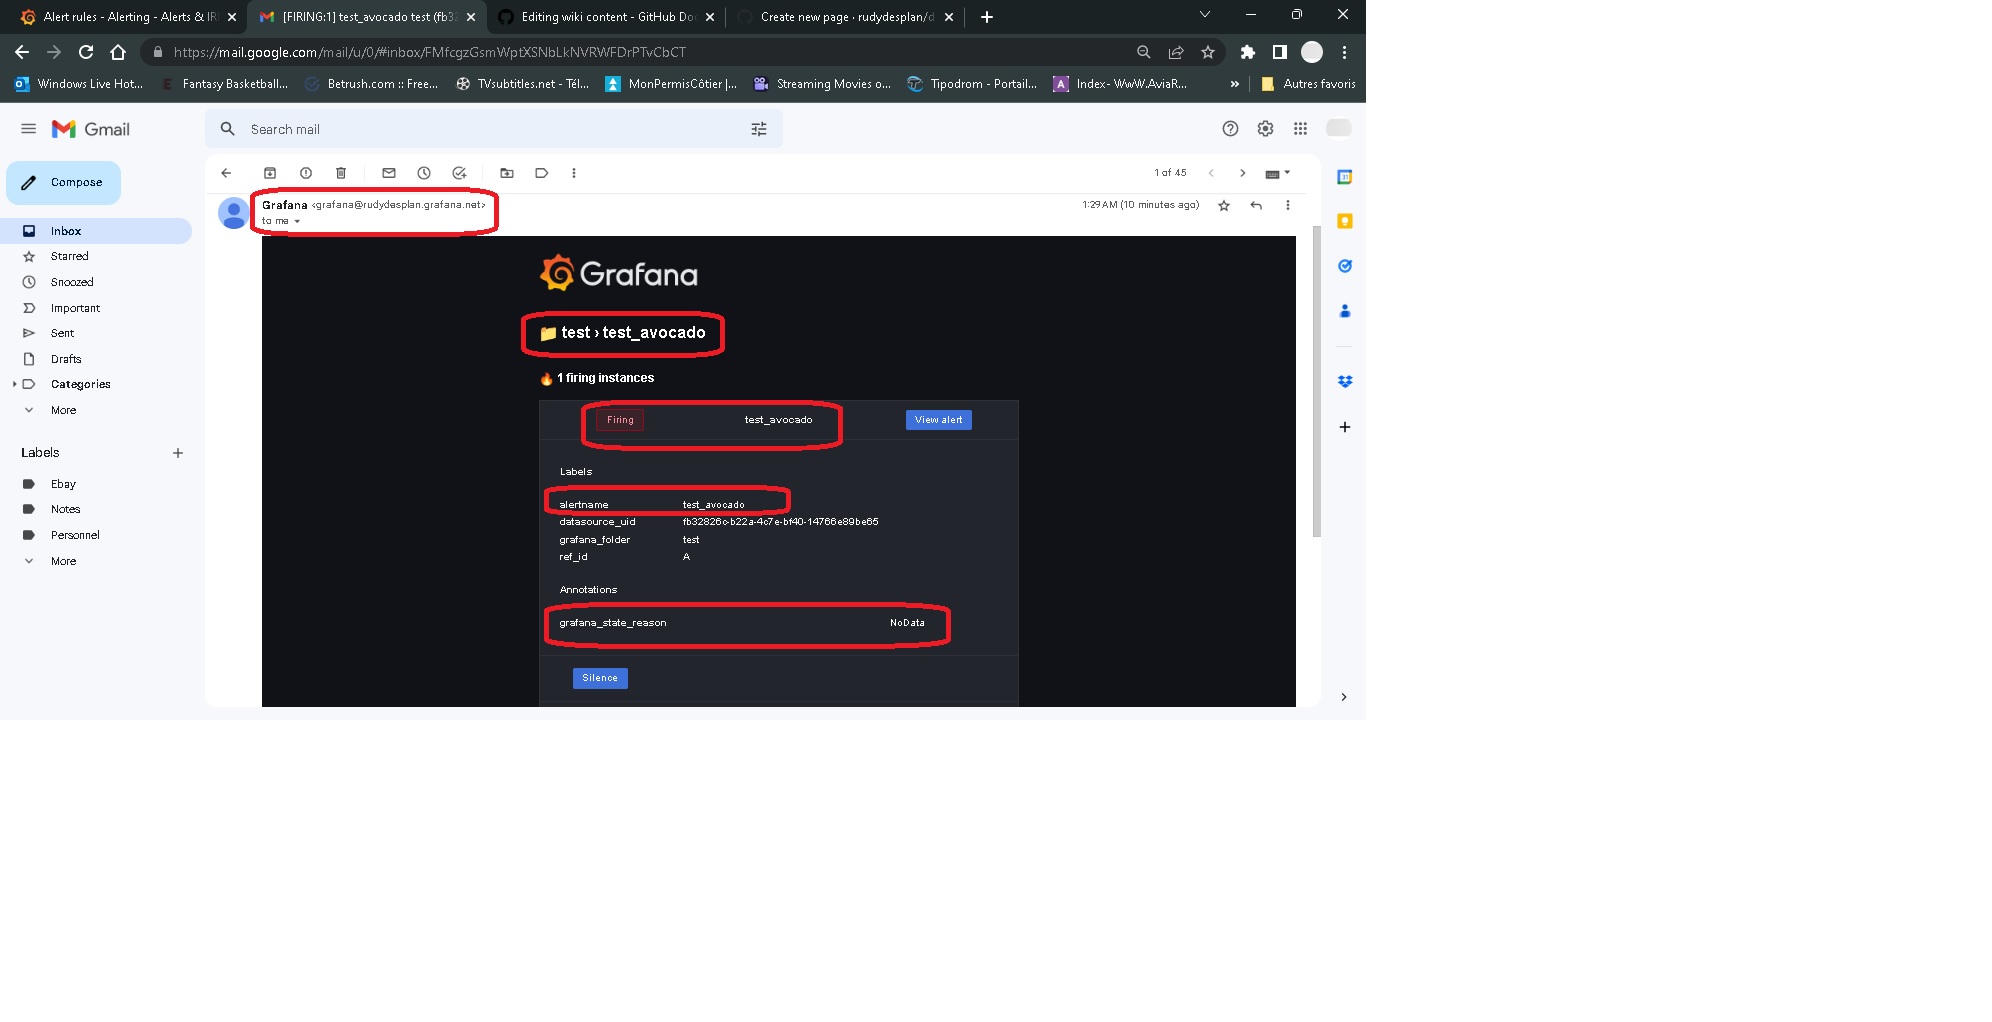 Alert rules - Alerting - Alerts & IR
[FIRING:1] test_avocado test (fb3
Editing wiki content - GitHub Do
Create new page · rudydesplan/d
https://mail.google.com/mail/u/0/#inbox/FMfcgzGsmWptXSNbLkNVRWFDrPTvCbCT
Windows Live Hot...
Fantasy Basketball...
Betrush.com :: Free...
TVsubtitles.net - Tél...
MonPermisCôtier |...
Streaming Movies o...
Tipodrom - Portail...
Index- WwW.AviaR...
»
Autres favoris
Gmail
Search mail
Compose
1 of 45
Inbox
Starred
Snoozed
Important
Sent
Drafts
Categories
More
Labels
Ebay
Notes
Personnel
More
Grafana <grafana@rudydesplan.grafana.net>
to me
1:29 AM (10 minutes ago)
Grafana
test › test_avocado
1 firing instances
Firing test_avocado View alert
Labels
alertname test_avocado
datasource_uid fb32826c-b22a-4c7e-bf40-14766e89be65
grafana_folder test
ref_id A
Annotations
grafana_state_reason NoData
Silence